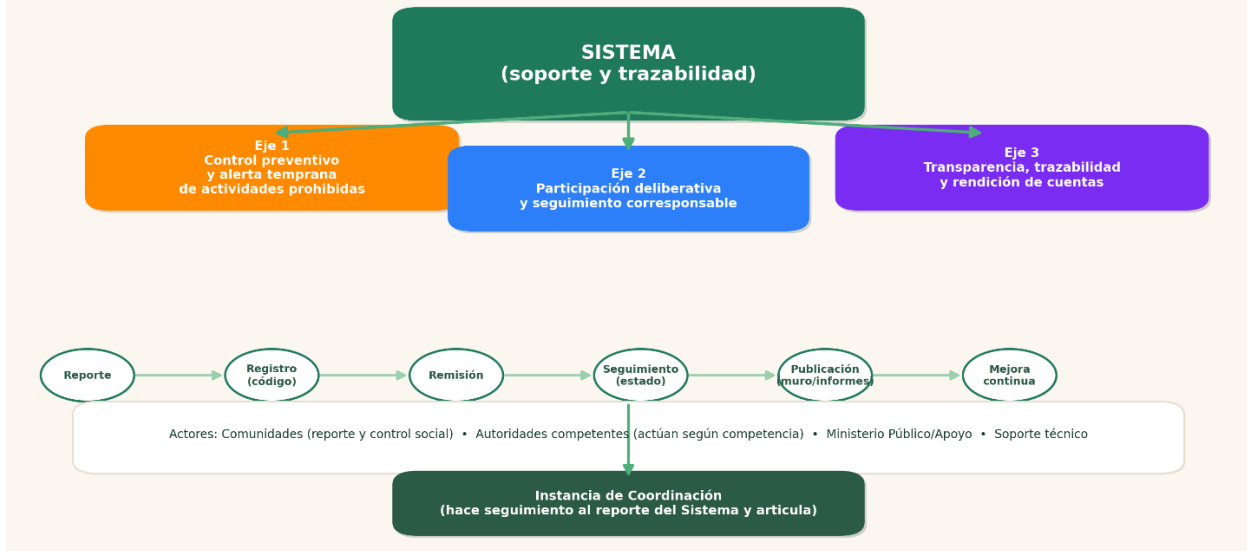 SISTEMA
(soporte y trazabilidad)
Eje 1
Control preventivo
y alerta temprana
de actividades prohibidas
Eje 2
Participación deliberativa
y seguimiento corresponsable
Eje 3
Transparencia, trazabilidad
y rendición de cuentas
Reporte
Registro
(código)
Remisión
Seguimiento
(estado)
Publicación
(muro/informes)
Mejora
continua
Actores: Comunidades (reporte y control social) • Autoridades competentes (actúan según competencia) • Ministerio Público/Apoyo • Soporte técnico
Instancia de Coordinación
(hace seguimiento al reporte del Sistema y articula)